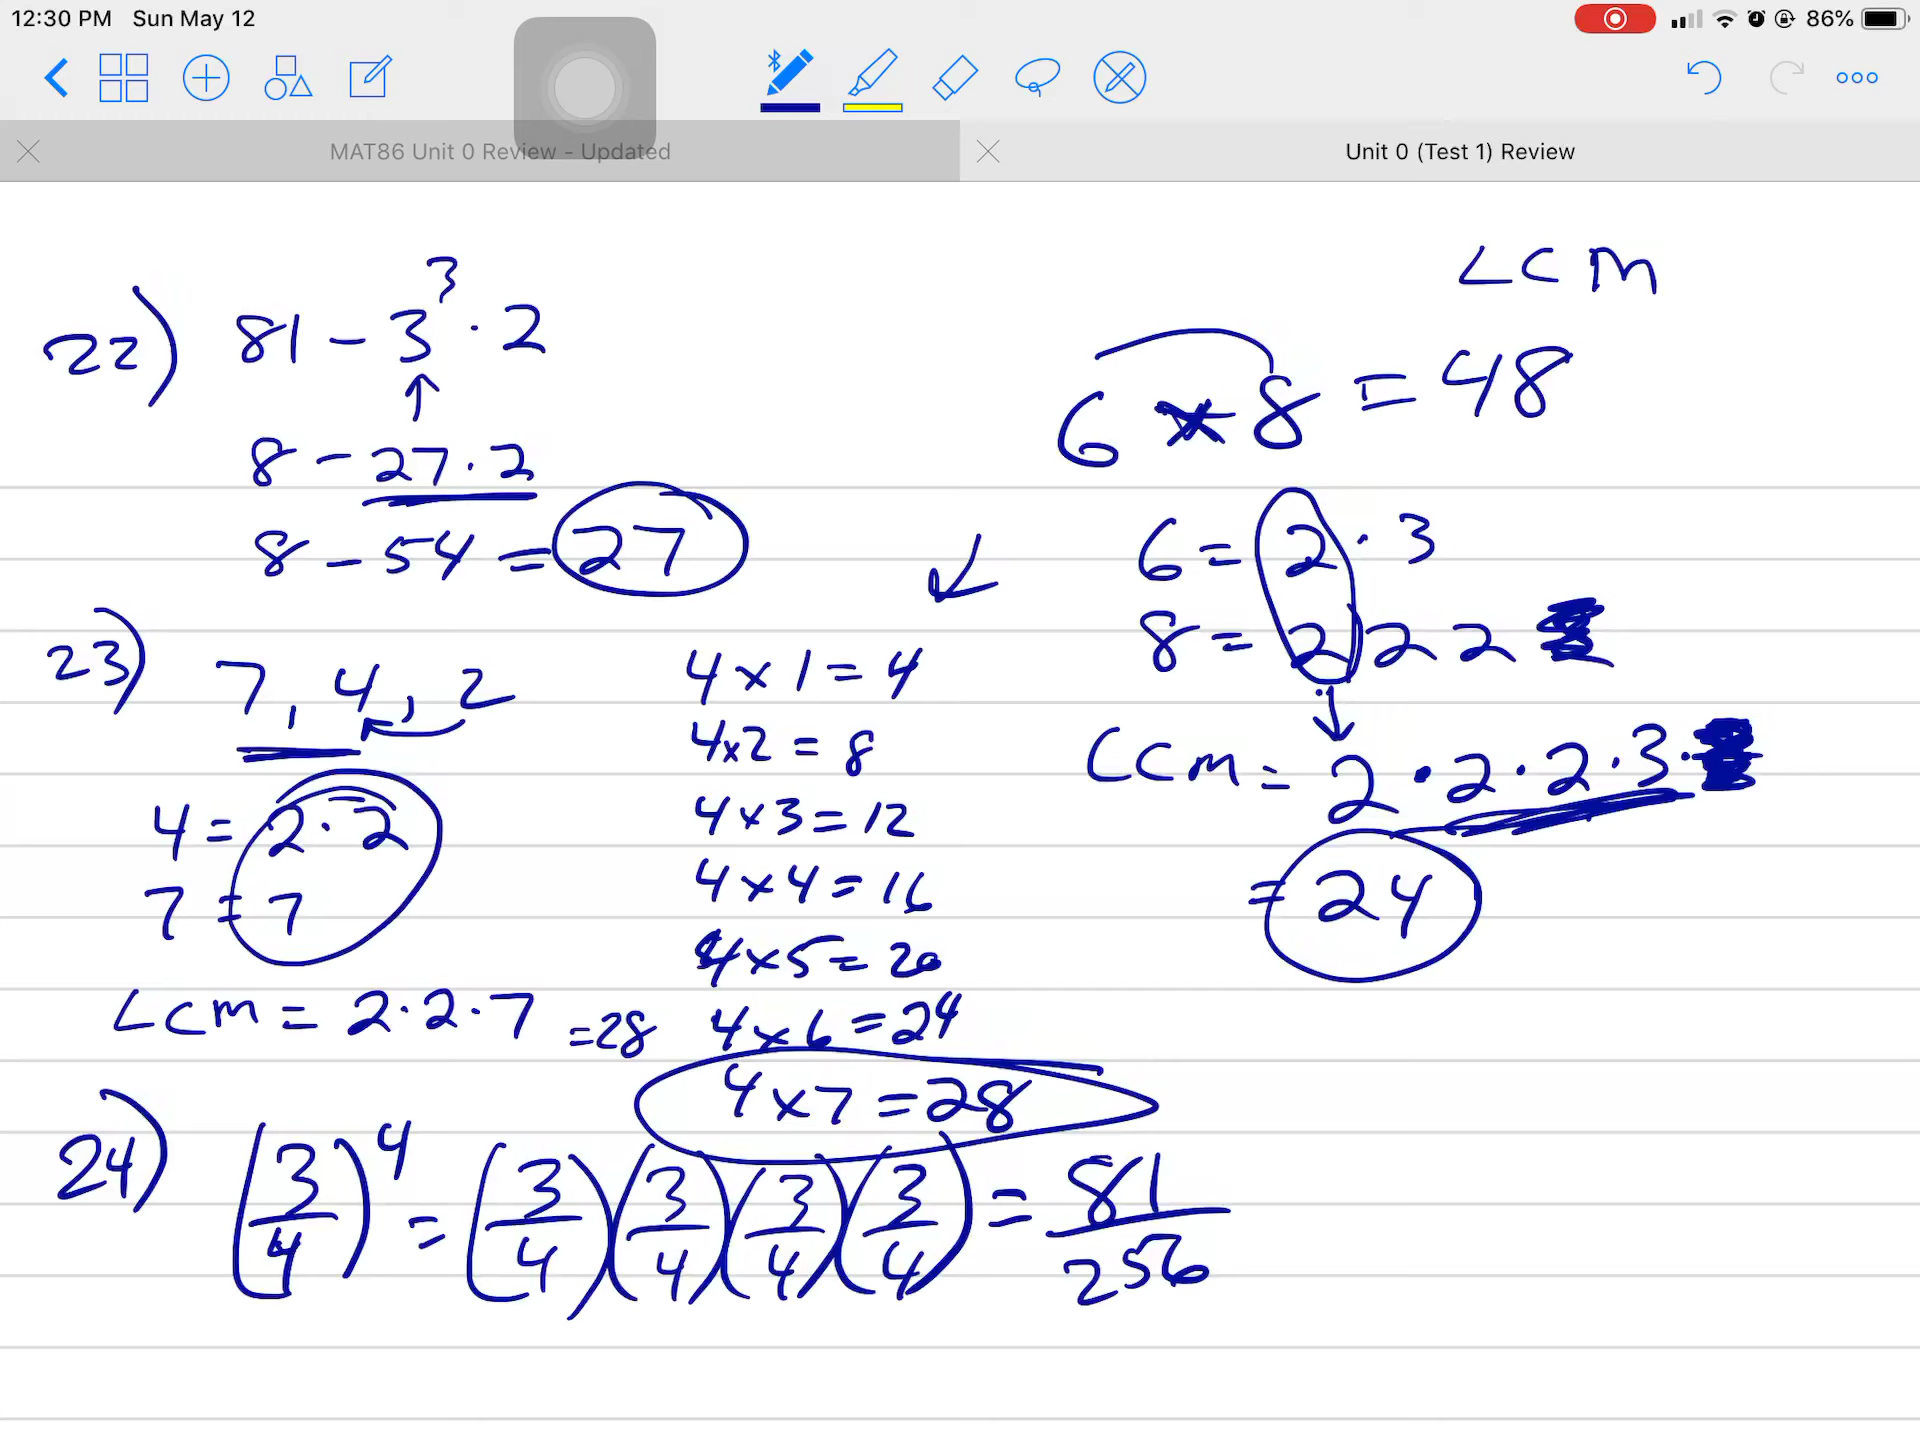 12:30 PM Sun May 12
86%
MAT86 Unit 0 Review - Updated
Unit 0 (Test 1) Review
22) 81 - 3³ · 2
8 - 27 · 2
8 - 54 = 27
23) 7, 4, 2
4 = 2 · 2
7 = 7
LCM = 2 · 2 · 7 = 28
4 x 1 = 4
4x2 = 8
4 x 3 = 12
4 x 4 = 16
4 x 5 = 20
4 x 6 = 24
4 x 7 = 28
24) (3/4)⁴ = (3/4)(3/4)(3/4)(3/4) = 81/256
LCM
6 * 8 = 48
6 = 2 · 3
8 = 2 2 2
LCM = 2 · 2 · 2 · 3 ·
= 24